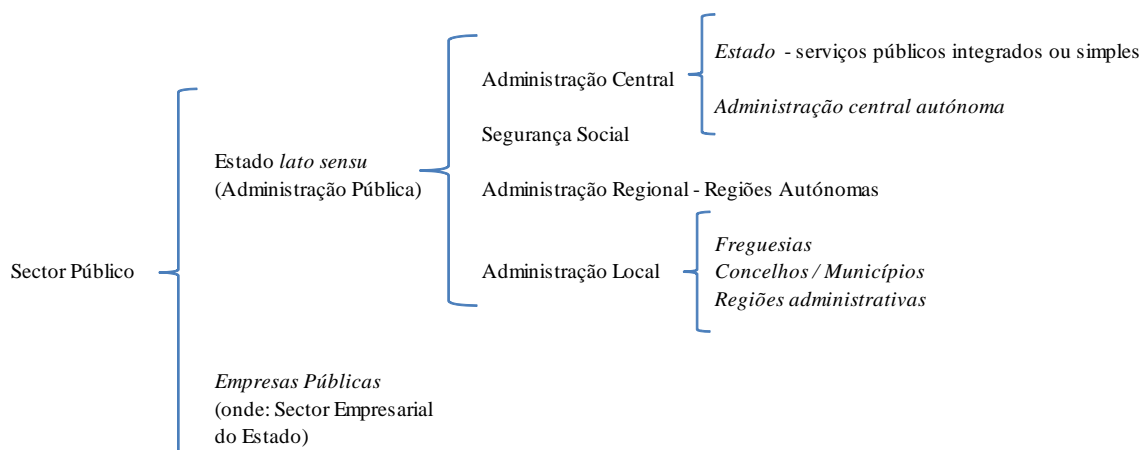 Estado - serviços públicos integrados ou simples
Administração Central
Administração central autónoma
Segurança Social
Estado lato sensu
(Administração Pública)
Administração Regional - Regiões Autónomas
Freguesias
Sector Público
Administração Local
Concelhos / Municípios
Regiões administrativas
Empresas Públicas
(onde: Sector Empresarial
do Estado)